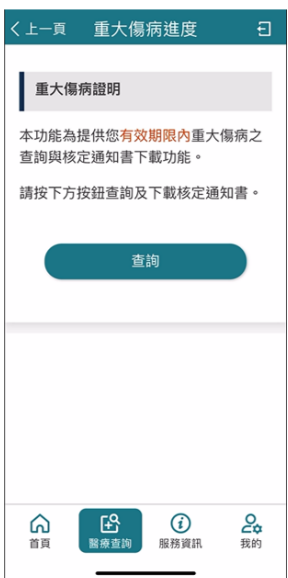 上一頁 重大傷病進度
重大傷病證明
本功能為提供您有效期限內重大傷病之
查詢與核定通知書下載功能。
請按下方按鈕查詢及下載核定通知書。
查詢
首頁 醫療查詢 服務資訊 我的